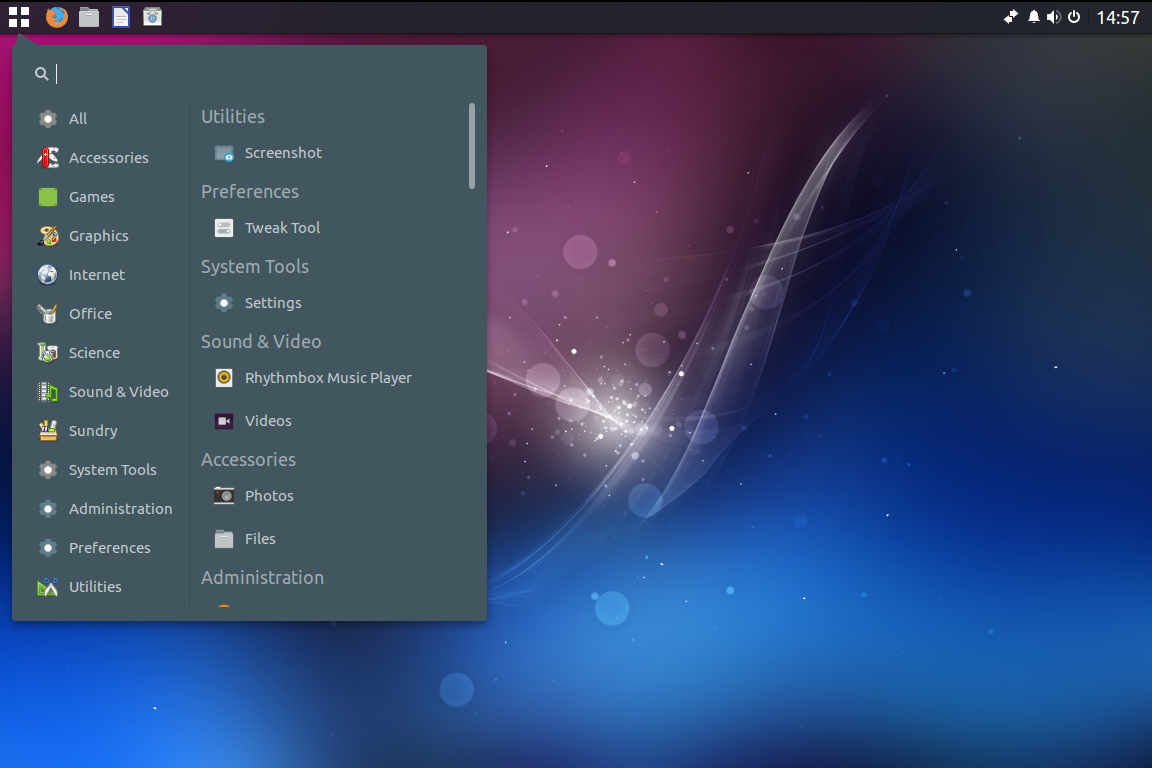 14:57
All
Accessories
Games
Graphics
Internet
Office
Science
Sound & Video
Sundry
System Tools
Administration
Preferences
Utilities
Utilities
Screenshot
Preferences
Tweak Tool
System Tools
Settings
Sound & Video
Rhythmbox Music Player
Videos
Accessories
Photos
Files
Administration